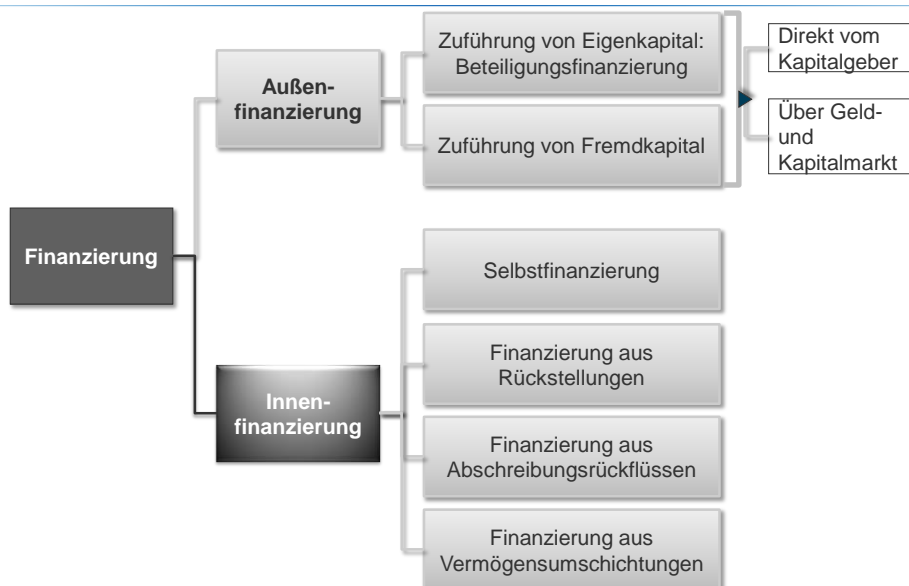 Finanzierung
Außen-
finanzierung
Zuführung von Eigenkapital:
Beteiligungsfinanzierung
Zuführung von Fremdkapital
Direkt vom
Kapitalgeber
Über Geld-
und
Kapitalmarkt
Innen-
finanzierung
Selbstfinanzierung
Finanzierung aus
Rückstellungen
Finanzierung aus
Abschreibungsrückflüssen
Finanzierung aus
Vermögensumschichtungen